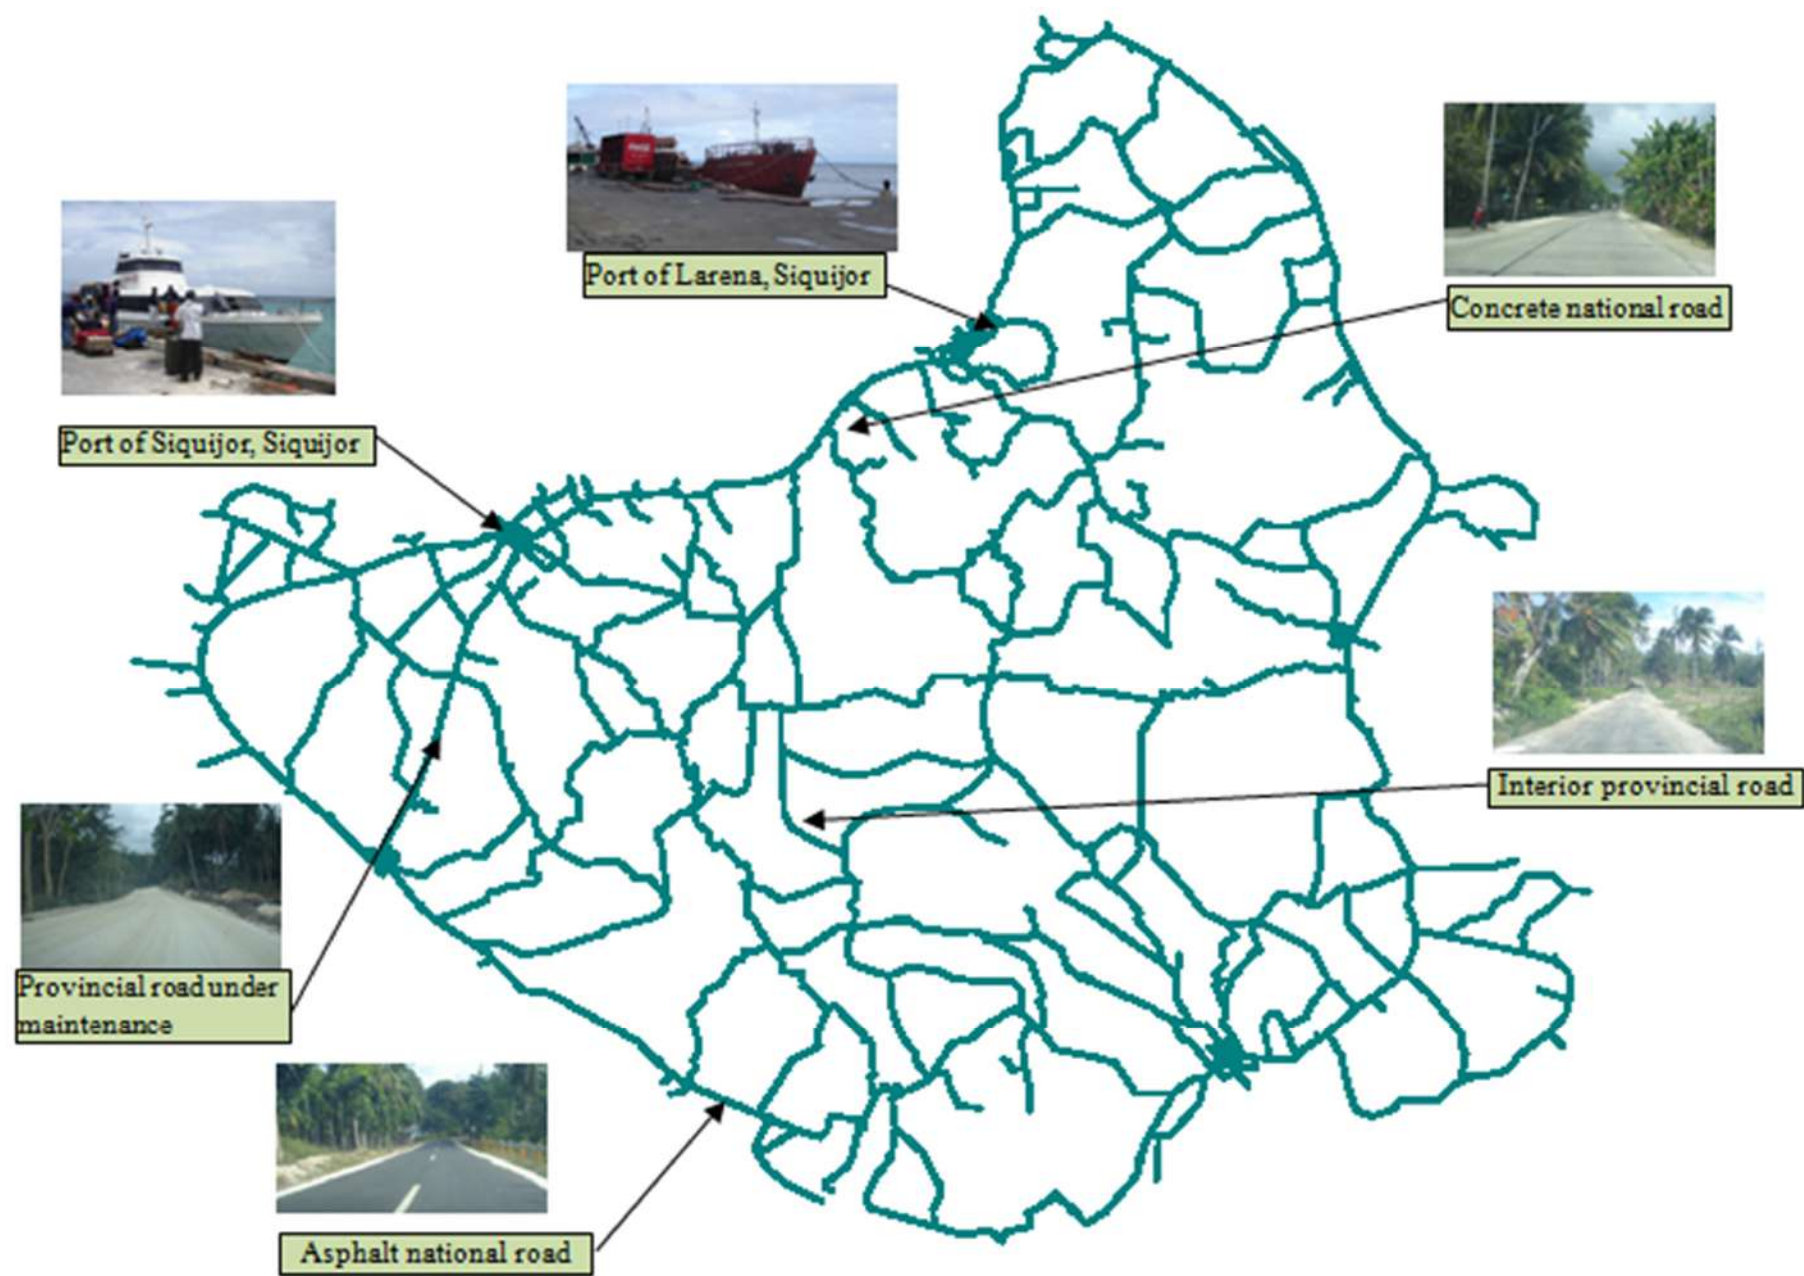 Port of Larena, Siquijor
Concrete national road
Port of Siquijor, Siquijor
Interior provincial road
Provincial road under
maintenance
Asphalt national road